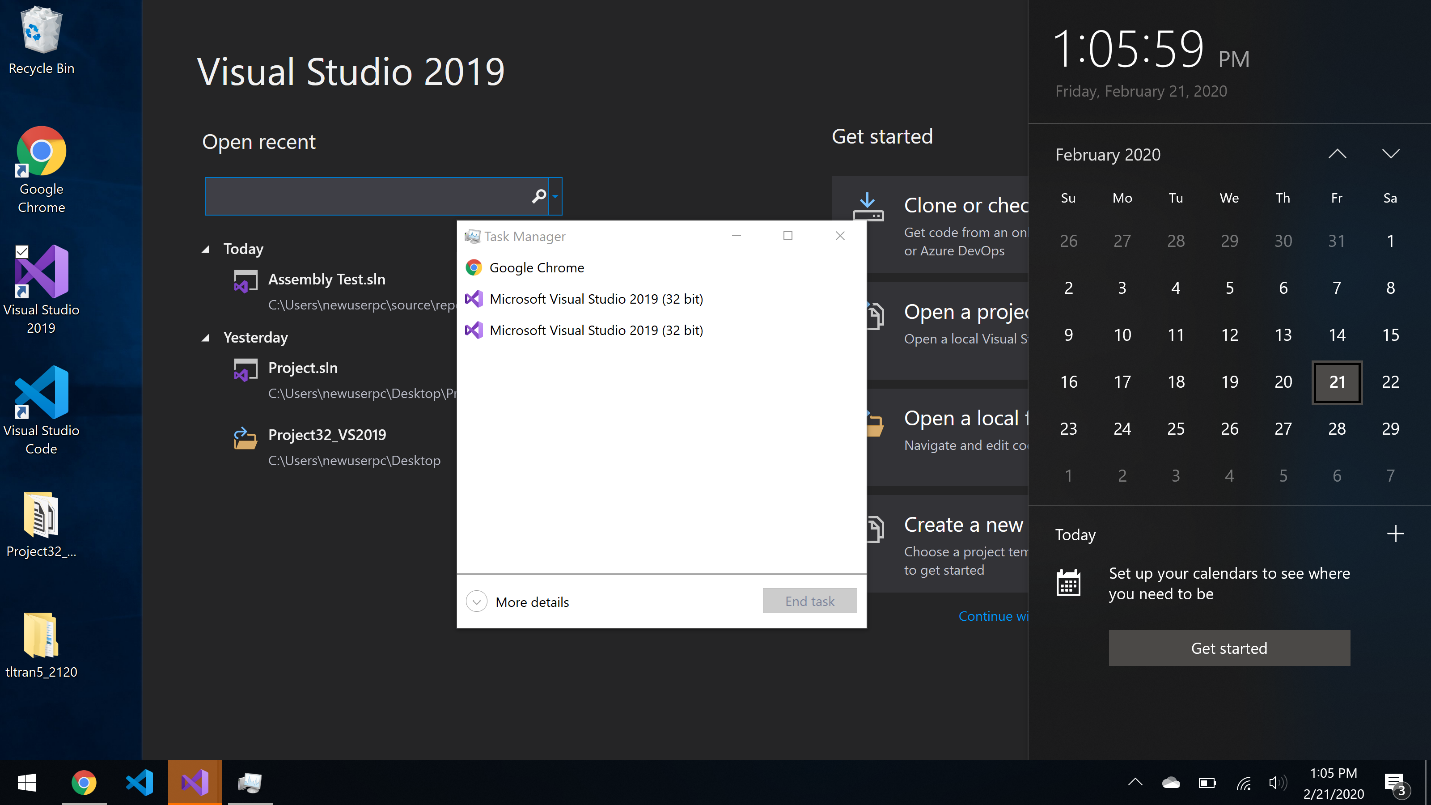 Recycle Bin
Google
Chrome
Visual Studio
2019
Visual Studio
Code
Project32_...
tltran5_2120
Visual Studio 2019
Open recent
Today
Assembly Test.sln
C:\Users\newuserpc\source\rep
Yesterday
Project.sln
C:\Users\newuserpc\Desktop\Pr
Project32_VS2019
C:\Users\newuserpc\Desktop
Get started
Clone or chec
Get code from an onl
or Azure DevOps
Open a projec
Open a local Visual S
Open a local f
Navigate and edit co
Create a new
Choose a project tem
to get started
Continue wi
Task Manager
Google Chrome
Microsoft Visual Studio 2019 (32 bit)
Microsoft Visual Studio 2019 (32 bit)
More details
End task
1:05:59 PM
Friday, February 21, 2020
February 2020
Su Mo Tu We Th Fr Sa
26 27 28 29 30 31 1
2 3 4 5 6 7 8
9 10 11 12 13 14 15
16 17 18 19 20 21 22
23 24 25 26 27 28 29
1 2 3 4 5 6 7
Today
Set up your calendars to see where
you need to be
Get started
1:05 PM
2/21/2020
3